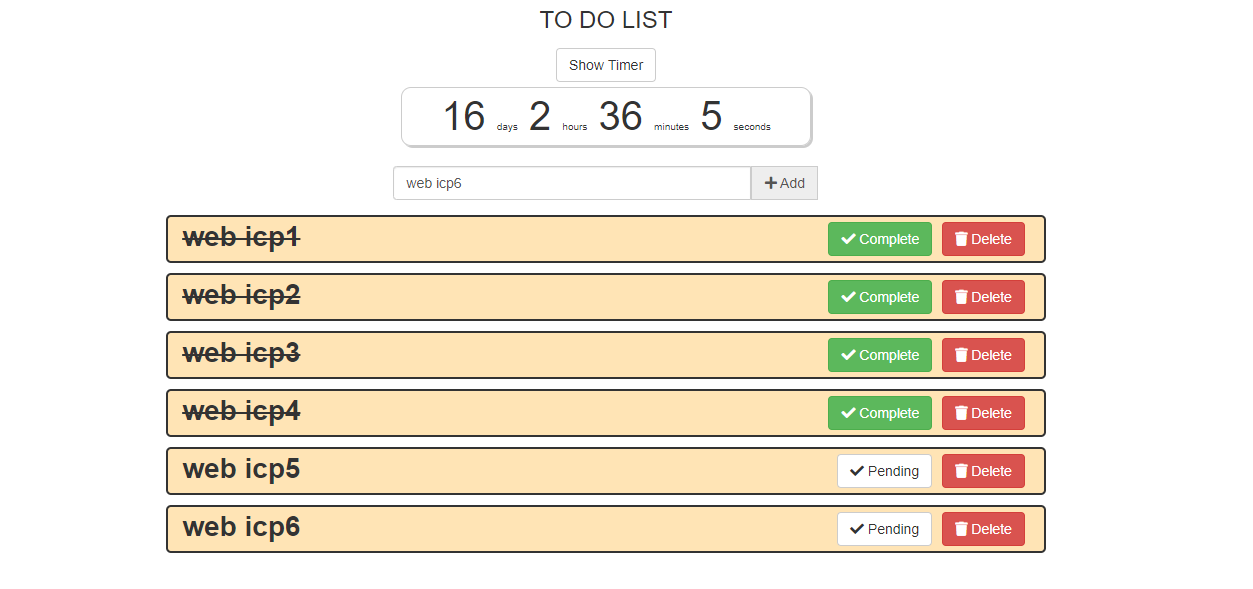 TO DO LIST
Show Timer
16 days 2 hours 36 minutes 5 seconds
web icp6 Add
web icp1 Complete Delete
web icp2 Complete Delete
web icp3 Complete Delete
web icp4 Complete Delete
web icp5 Pending Delete
web icp6 Pending Delete